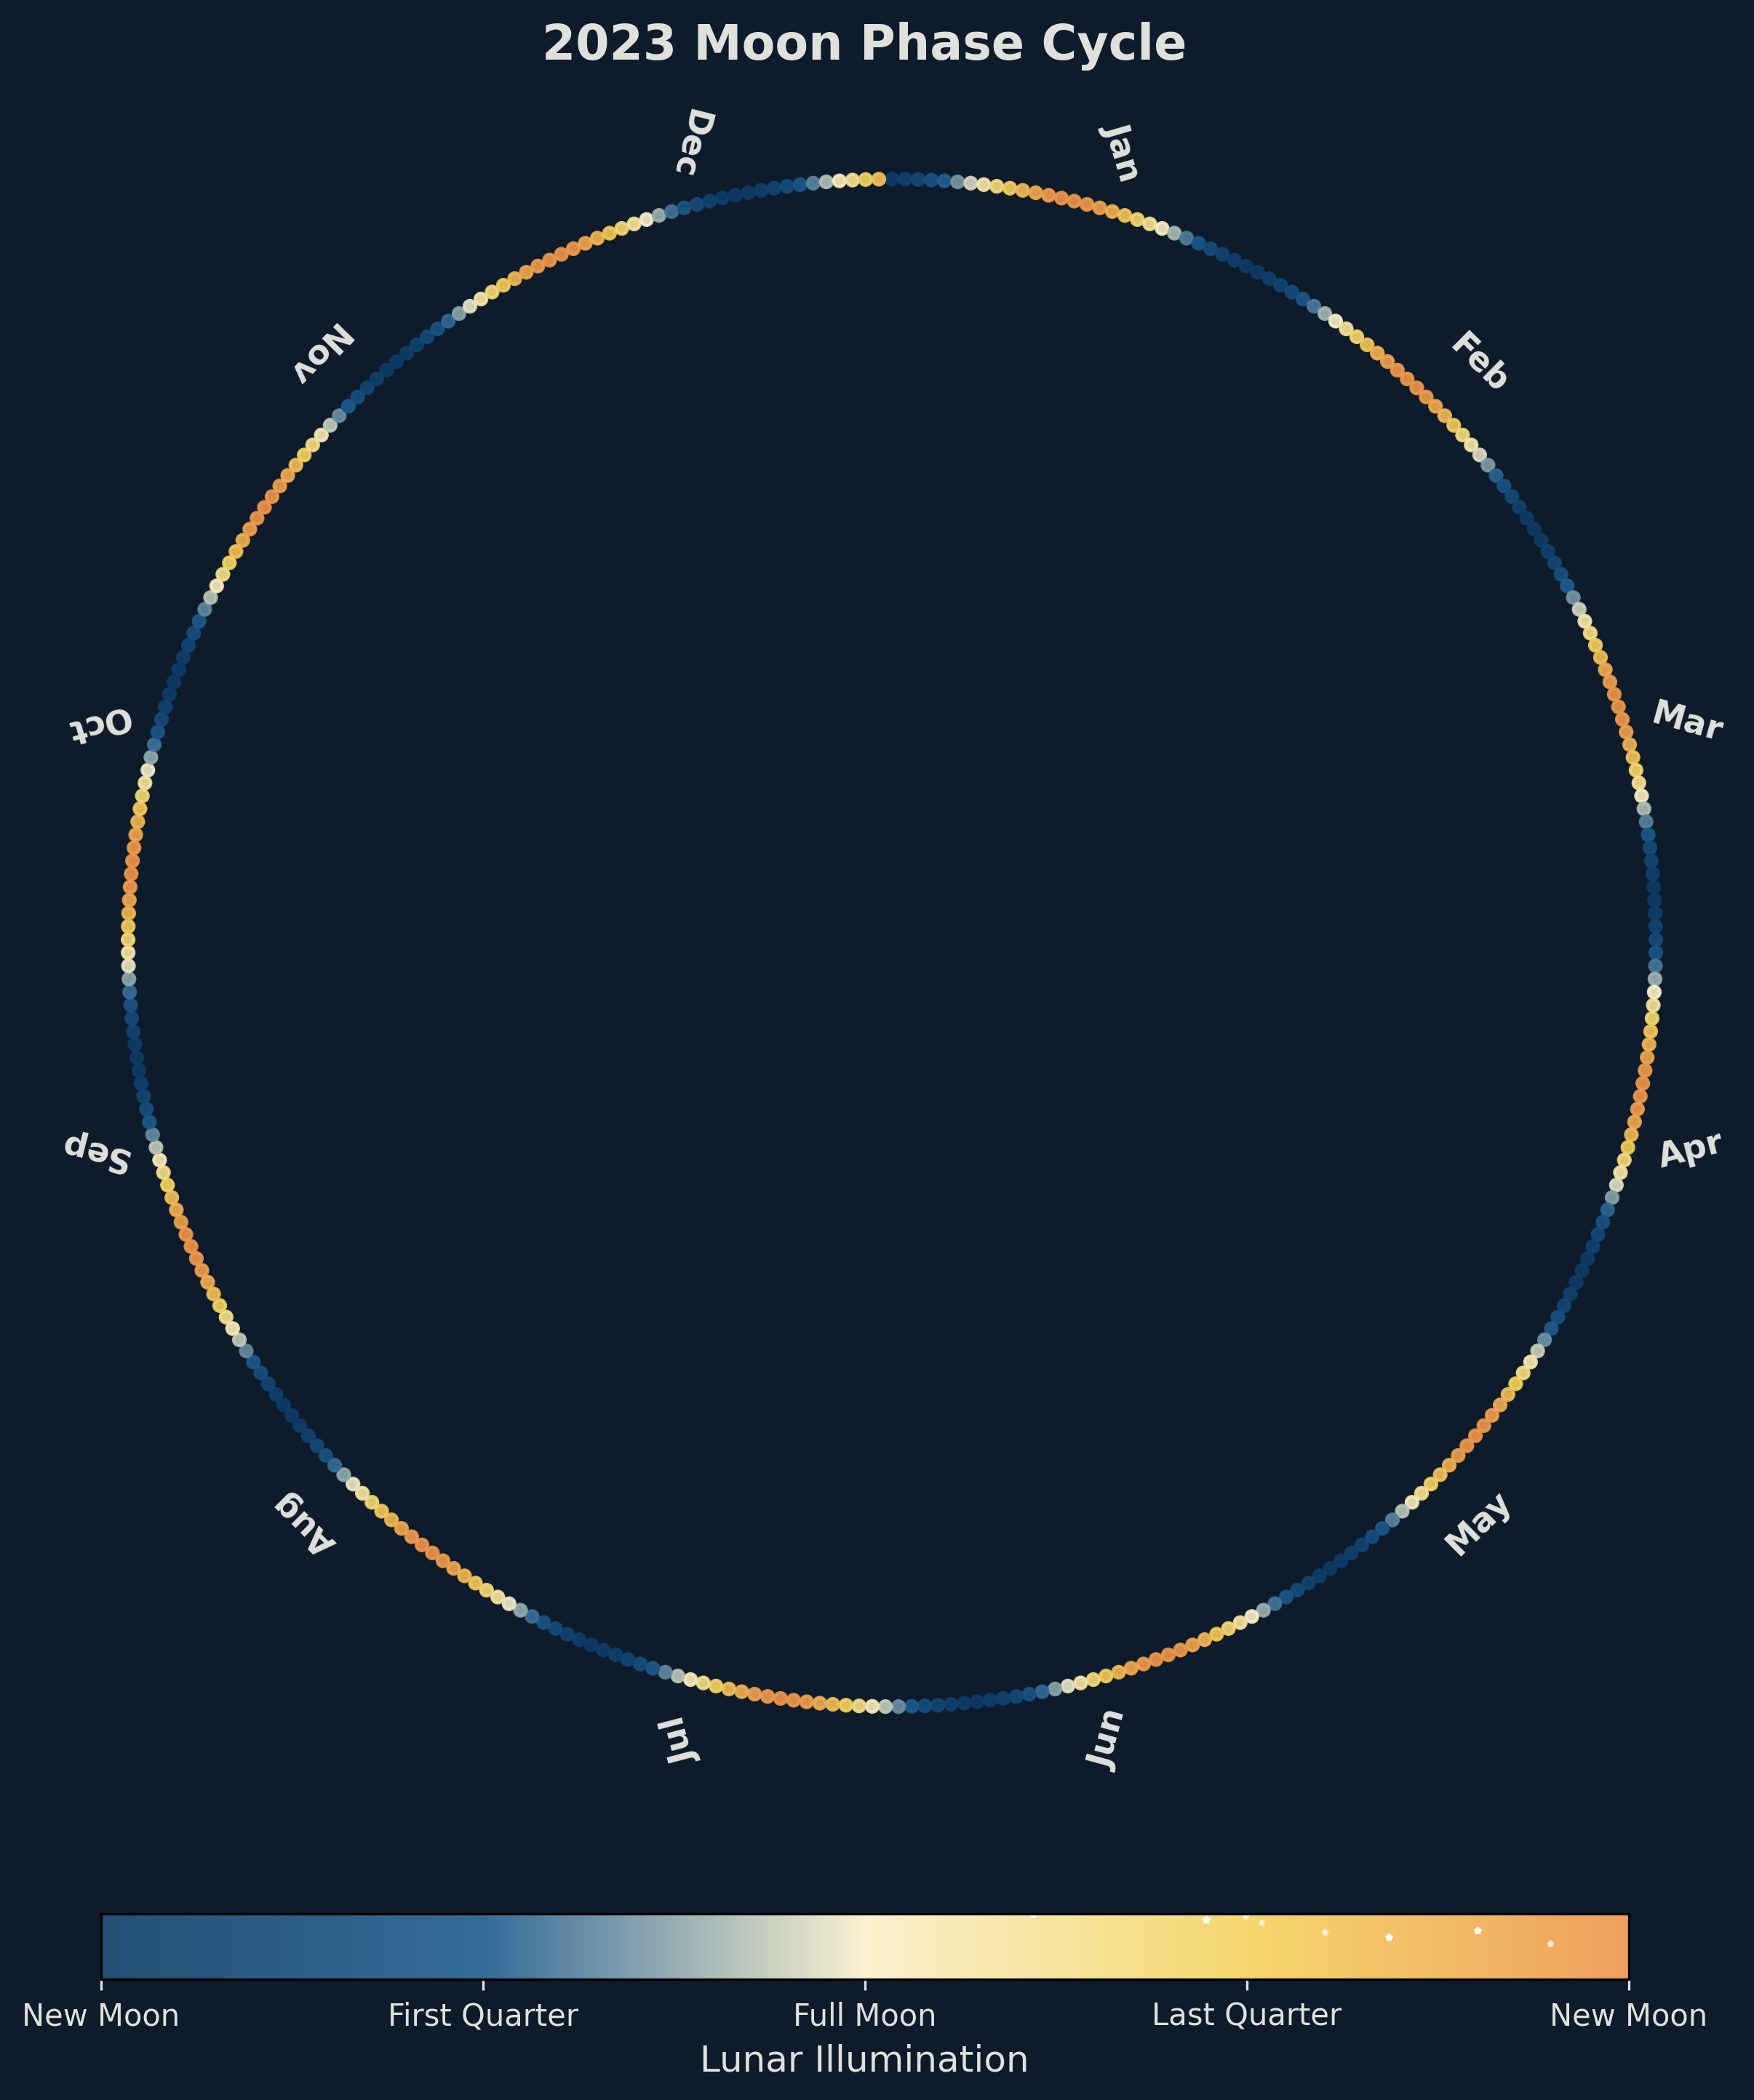 2023 Moon Phase Cycle
Jan
Feb
Mar
Apr
May
Jun
Jul
Aug
Sep
Oct
Nov
Dec
New Moon First Quarter Full Moon Last Quarter New Moon
Lunar Illumination